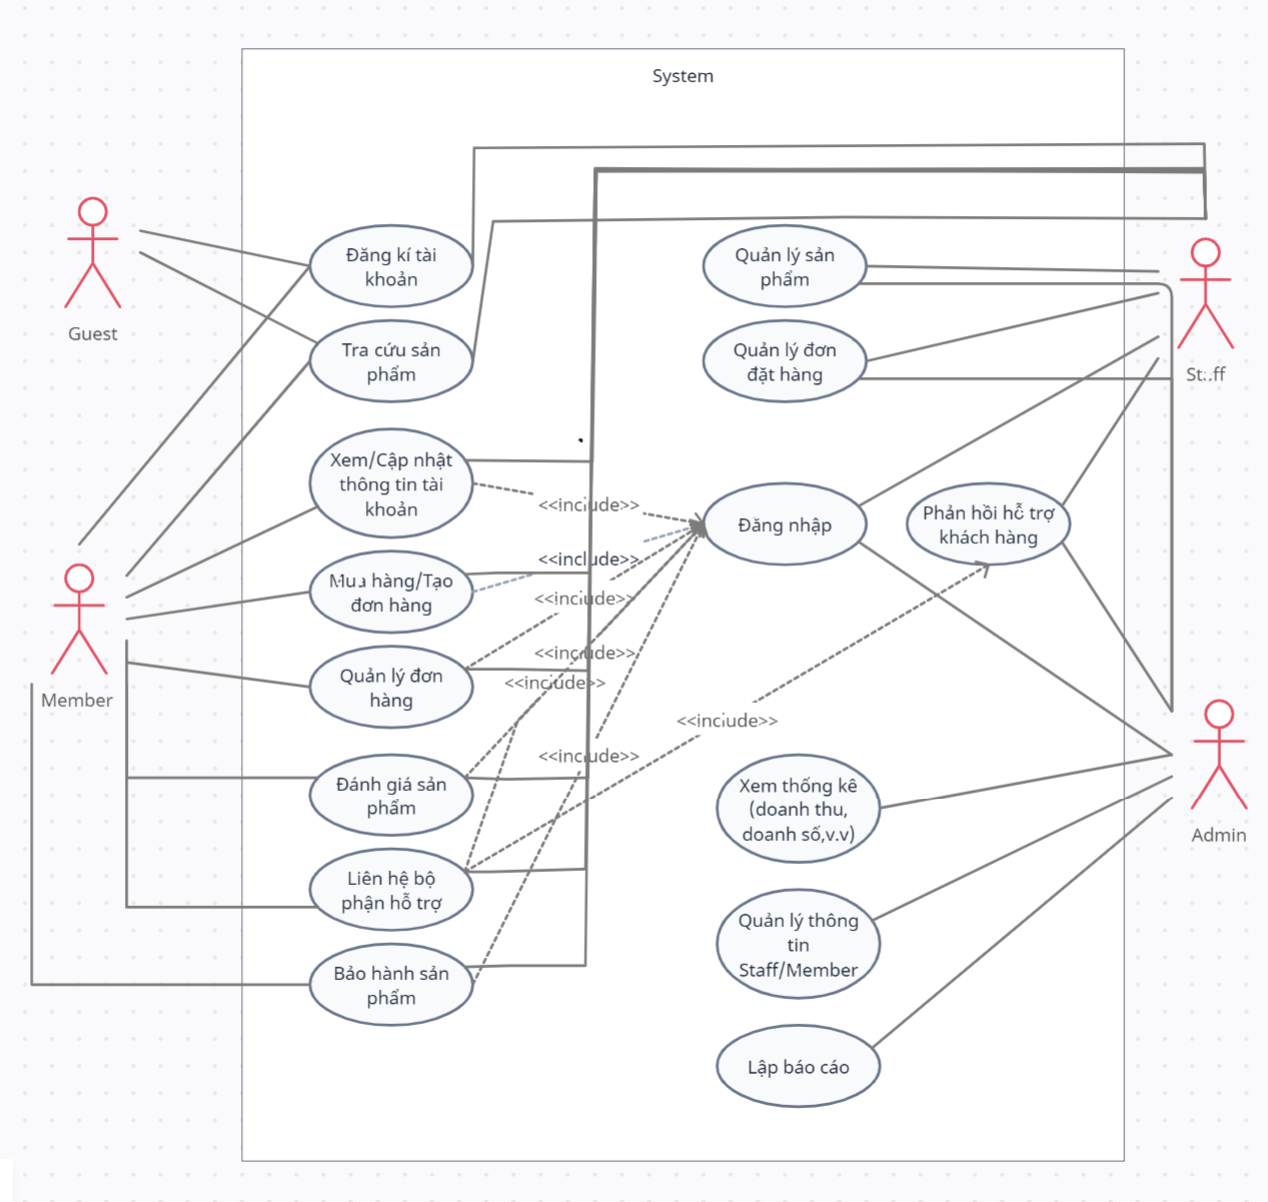 System
Guest
Đăng kí tài
khoản
Tra cứu sản
phẩm
Xem/Cập nhật
thông tin tài
khoản
Mua hàng/Tạo
đơn hàng
Quản lý đơn
hàng
Đánh giá sản
phẩm
Liên hệ bộ
phận hỗ trợ
Bảo hành sản
phẩm
Member
<<include>>
<<include>>
<<include>>
<<include>>
<<include>>
<<include>>
<<include>>
Quản lý sản
phẩm
Quản lý đơn
đặt hàng
Đăng nhập
Phản hồi hỗ trợ
khách hàng
Xem thống kê
(doanh thu,
doanh số,v.v)
Quản lý thông
tin
Staff/Member
Lập báo cáo
Staff
Admin